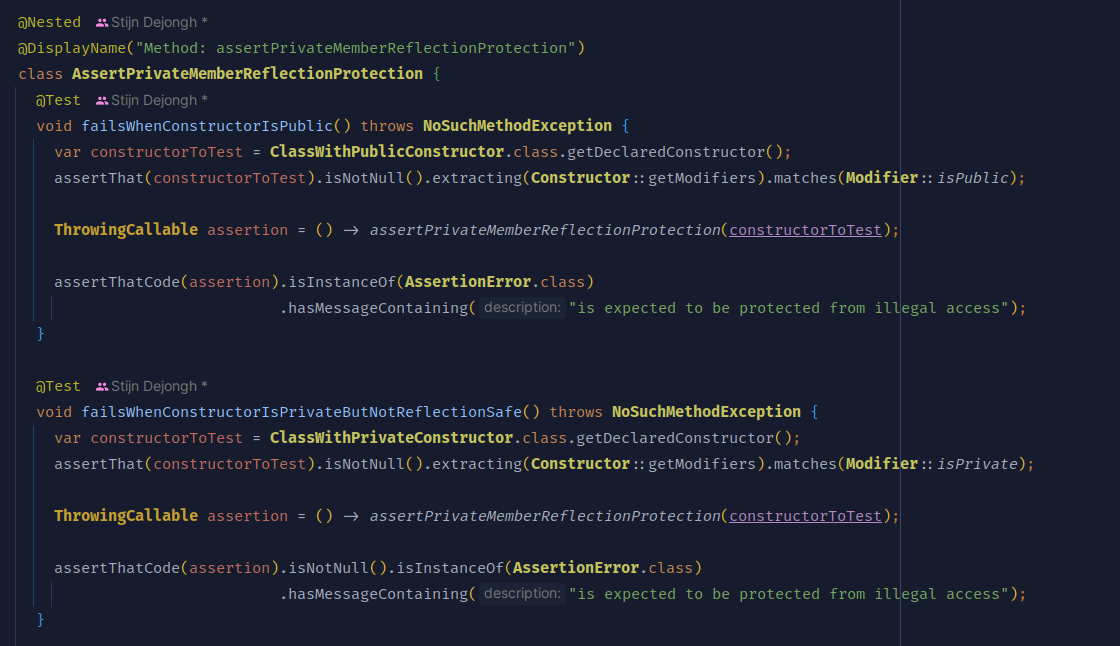 @Nested Stijn Dejongh *
@DisplayName("Method: assertPrivateMemberReflectionProtection")
class AssertPrivateMemberReflectionProtection {
@Test Stijn Dejongh *
void failsWhenConstructorIsPublic() throws NoSuchMethodException {
var constructorToTest = ClassWithPublicConstructor.class.getDeclaredConstructor();
assertThat(constructorToTest).isNotNull().extracting(Constructor::getModifiers).matches(Modifier::isPublic);
ThrowingCallable assertion = () → assertPrivateMemberReflectionProtection(constructorToTest);
assertThatCode(assertion).isInstanceOf(AssertionError.class)
.hasMessageContaining( description: "is expected to be protected from illegal access");
}
@Test Stijn Dejongh *
void failsWhenConstructorIsPrivateButNotReflectionSafe() throws NoSuchMethodException {
var constructorToTest = ClassWithPrivateConstructor.class.getDeclaredConstructor();
assertThat(constructorToTest).isNotNull().extracting(Constructor::getModifiers).matches(Modifier::isPrivate);
ThrowingCallable assertion = () → assertPrivateMemberReflectionProtection(constructorToTest);
assertThatCode(assertion).isNotNull().isInstanceOf(AssertionError.class)
.hasMessageContaining( description: "is expected to be protected from illegal access");
}